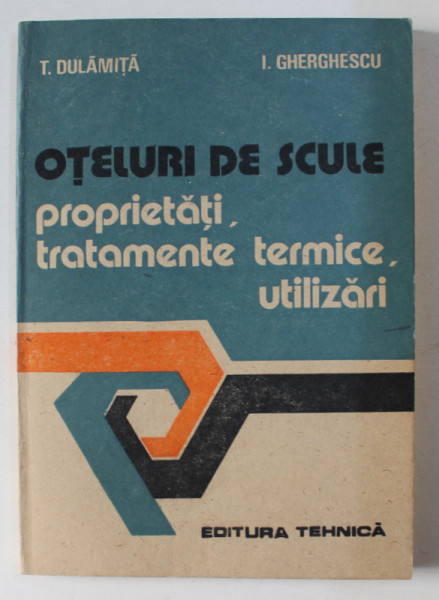 T. DULĂMIȚĂ I. GHERGHESCU
OȚELURI DE SCULE
proprietăți,
tratamente termice,
utilizări
EDITURA TEHNICĂ